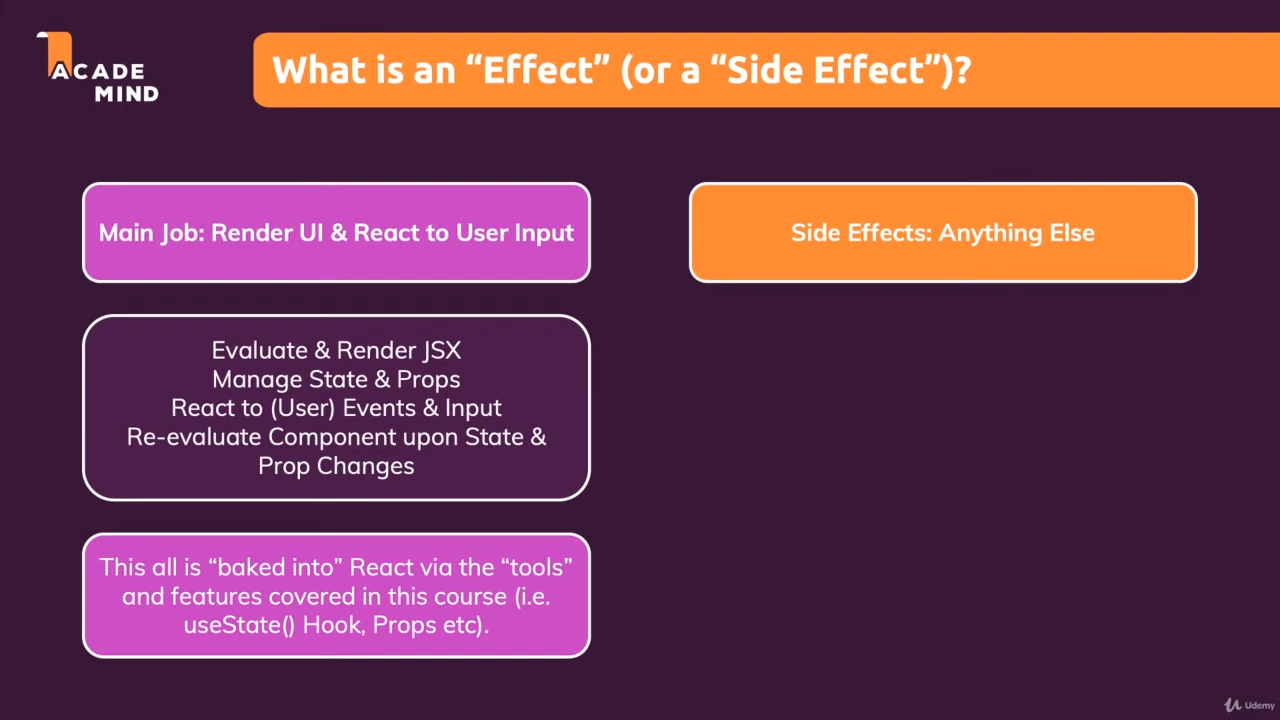 ACADE
MIND
What is an “Effect” (or a “Side Effect”)?
Main Job: Render UI & React to User Input
Side Effects: Anything Else
Evaluate & Render JSX
Manage State & Props
React to (User) Events & Input
Re-evaluate Component upon State &
Prop Changes
This all is “baked into” React via the “tools”
and features covered in this course (i.e.
useState() Hook, Props etc).
Udemy